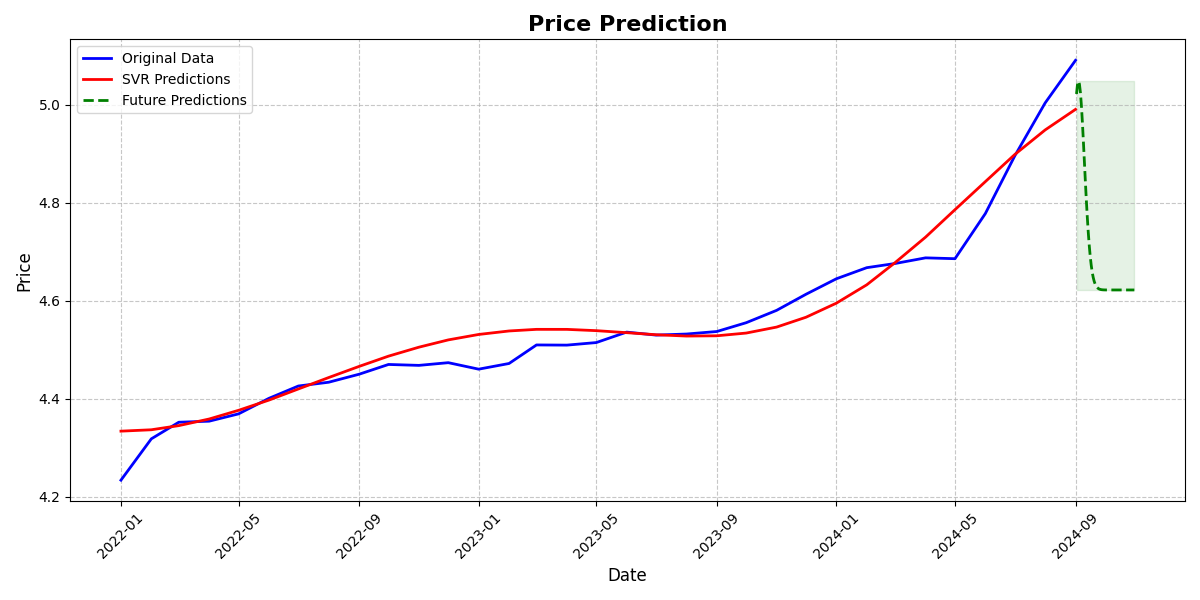 Price Prediction
Original Data
SVR Predictions
Future Predictions
Price
5.0
4.8
4.6
4.4
4.2
2022-01
2022-05
2022-09
2023-01
2023-05
2023-09
2024-01
2024-05
2024-09
Date